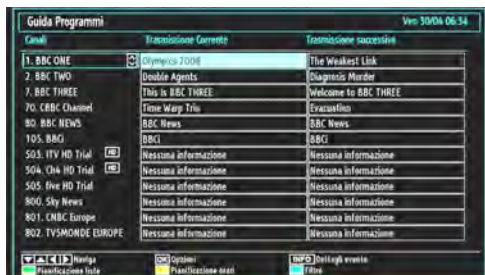 Guida Programmi Ven 30/04 06:34
Canali Trasmissione Corrente Trasmissione successiva
1. BBC ONE Olympics 2008 The Weakest Link
2. BBC TWO Double Agents Diagnosis Murder
7. BBC THREE This is BBC THREE Welcome to BBC THREE
70. CBBC Channel Time Warp Trio Evacuation
80. BBC NEWS BBC News BBC News
105. BBCi BBCi BBCi
503. ITV HD Trial HD Nessuna informazione Nessuna informazione
504. Ch4 HD Trial HD Nessuna informazione Nessuna informazione
505. five HD Trial Nessuna informazione Nessuna informazione
800. Sky News Nessuna informazione Nessuna informazione
801. CNBC Europe Nessuna informazione Nessuna informazione
802. TV5MONDE EUROPE Nessuna informazione Nessuna informazione
Naviga OK Opzioni INFO Dettagli evento
Pianificazione liste Pianificazione orari Filtro